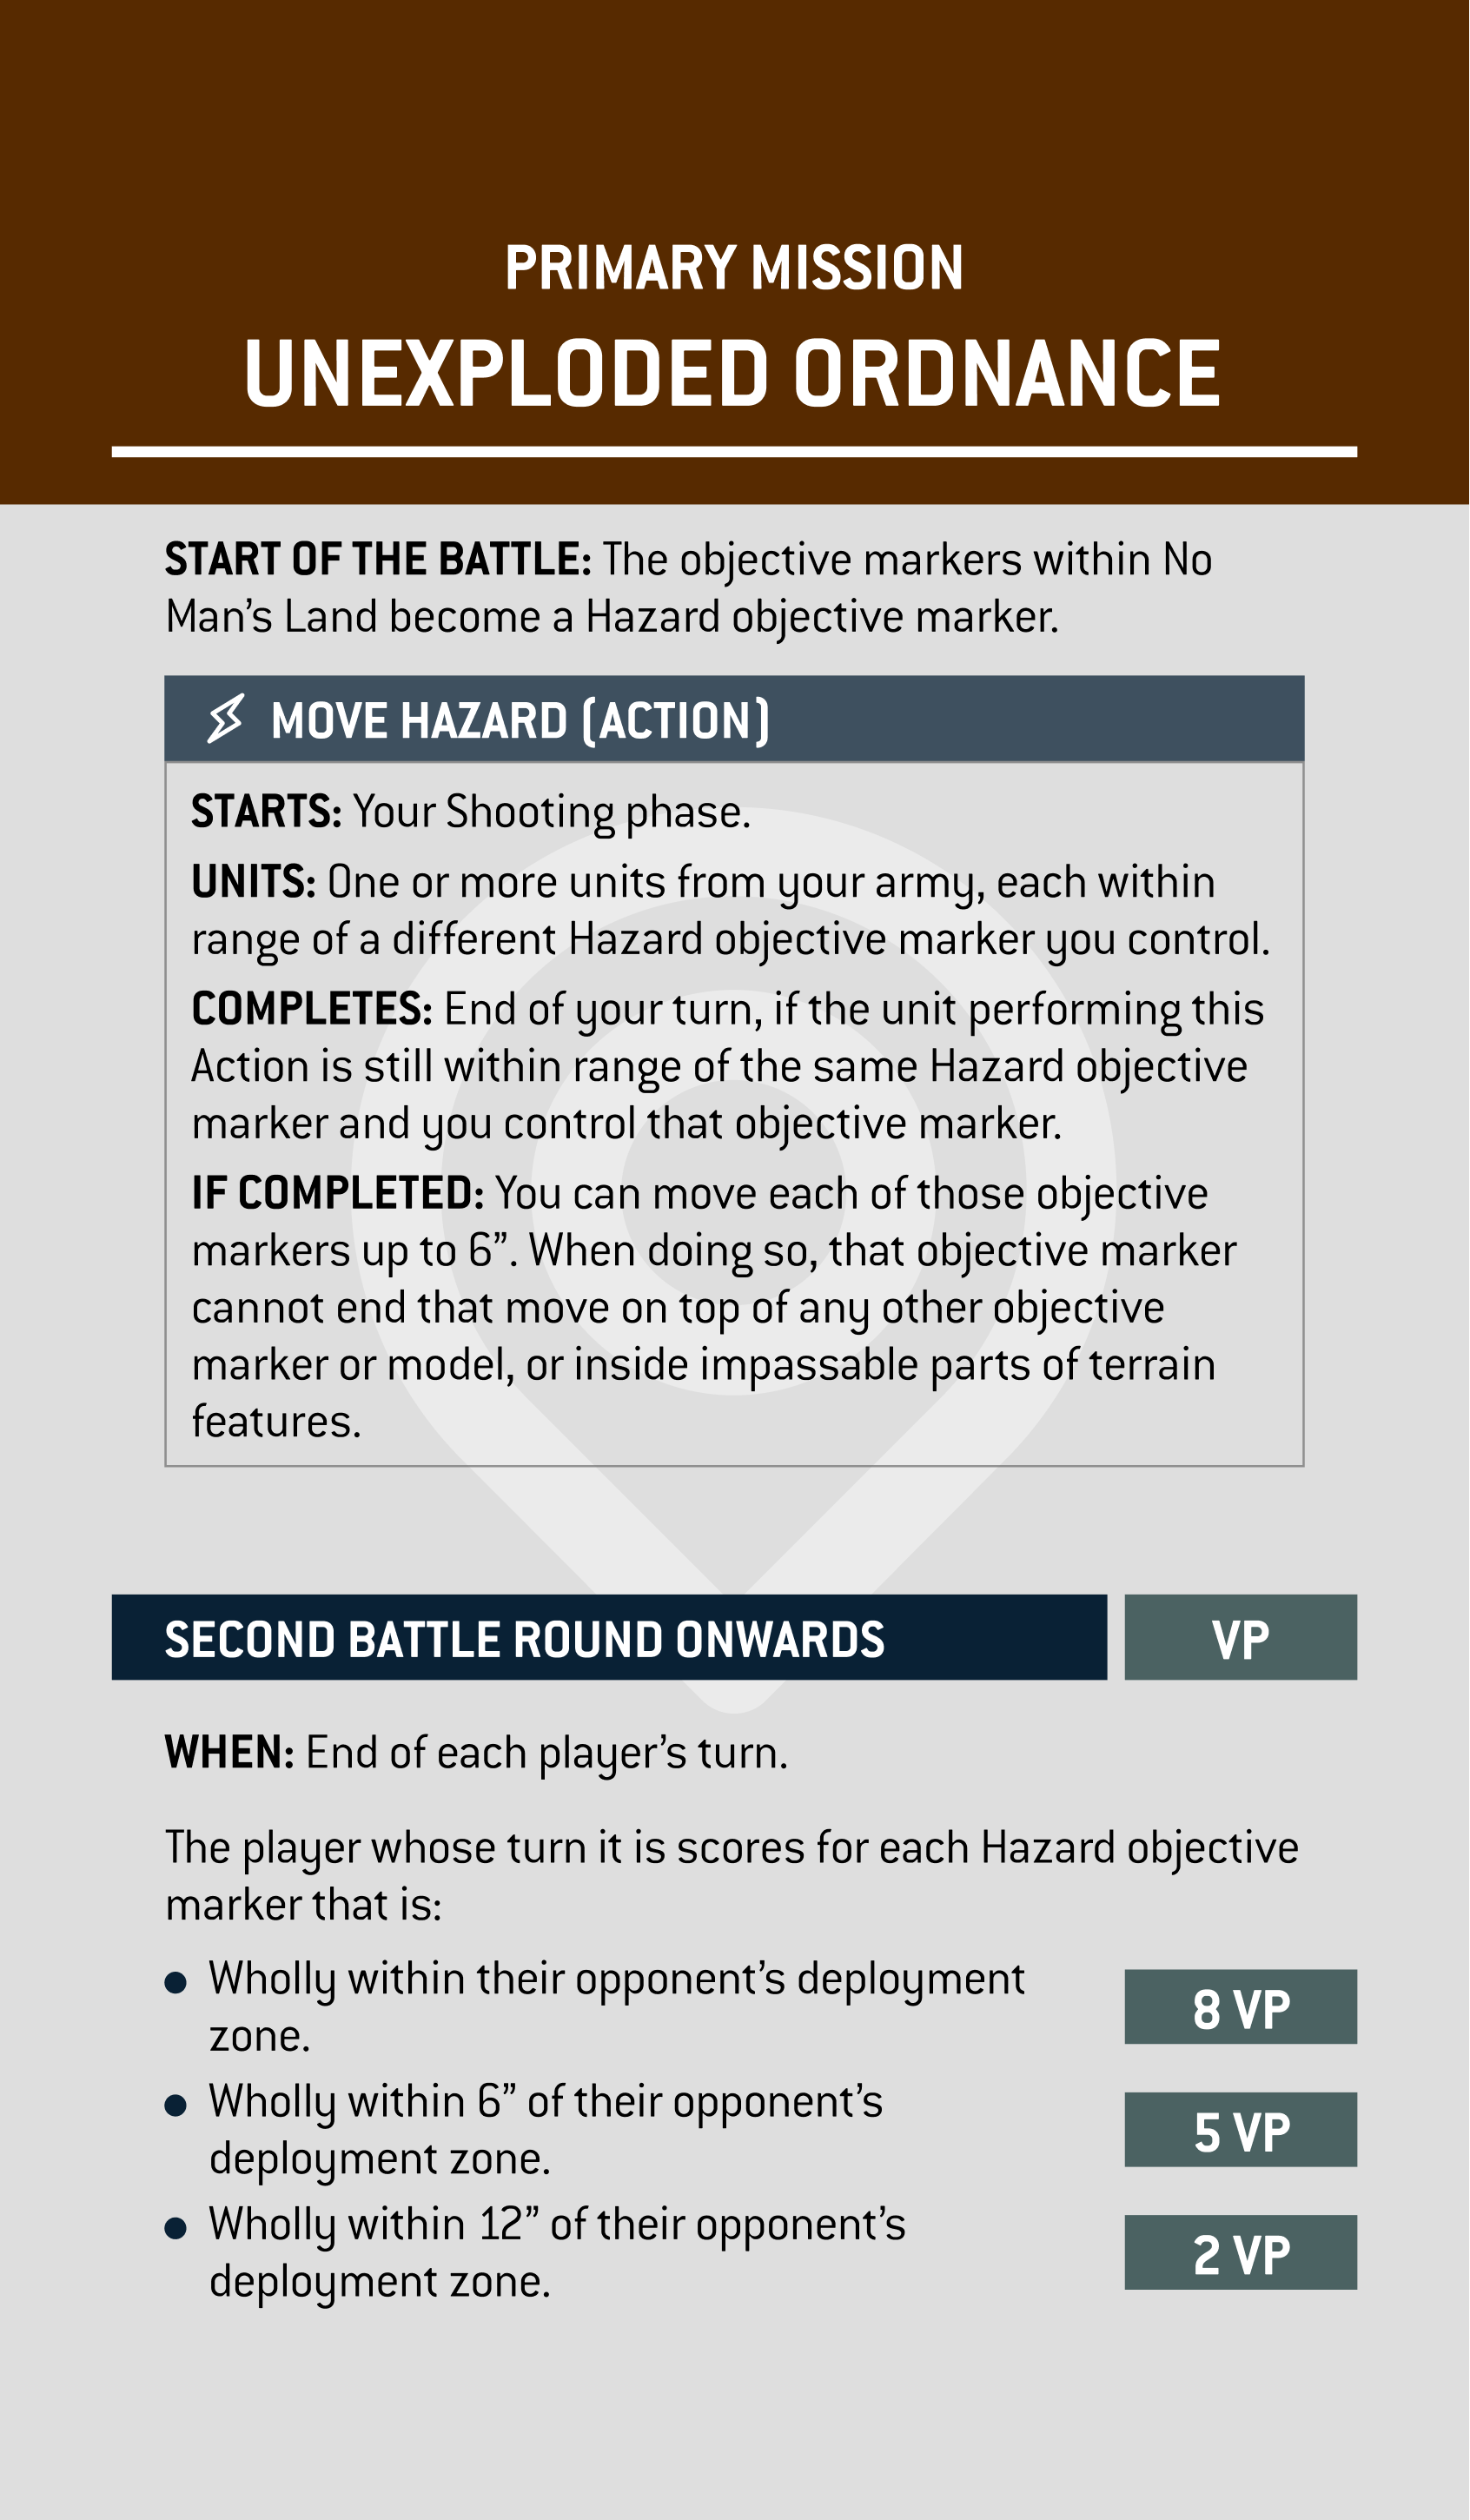 PRIMARY MISSION
UNEXPLODED ORDNANCE
START OF THE BATTLE: The objective markers within No
Man’s Land become a Hazard objective marker.
MOVE HAZARD (ACTION)
STARTS: Your Shooting phase.
UNITS: One or more units from your army, each within
range of a different Hazard objective marker you control.
COMPLETES: End of your turn, if the unit performing this
Action is still within range of the same Hazard objective
marker and you control that objective marker.
IF COMPLETED: You can move each of those objective
markers up to 6”. When doing so, that objective marker
cannot end that move on top of any other objective
marker or model, or inside impassable parts of terrain
features.
SECOND BATTLE ROUND ONWARDS
VP
WHEN: End of each player’s turn.
The player whose turn it is scores for each Hazard objective
marker that is:
Wholly within their opponent’s deployment
zone.
8 VP
Wholly within 6” of their opponent’s
deployment zone.
5 VP
Wholly within 12” of their opponent’s
deployment zone.
2 VP